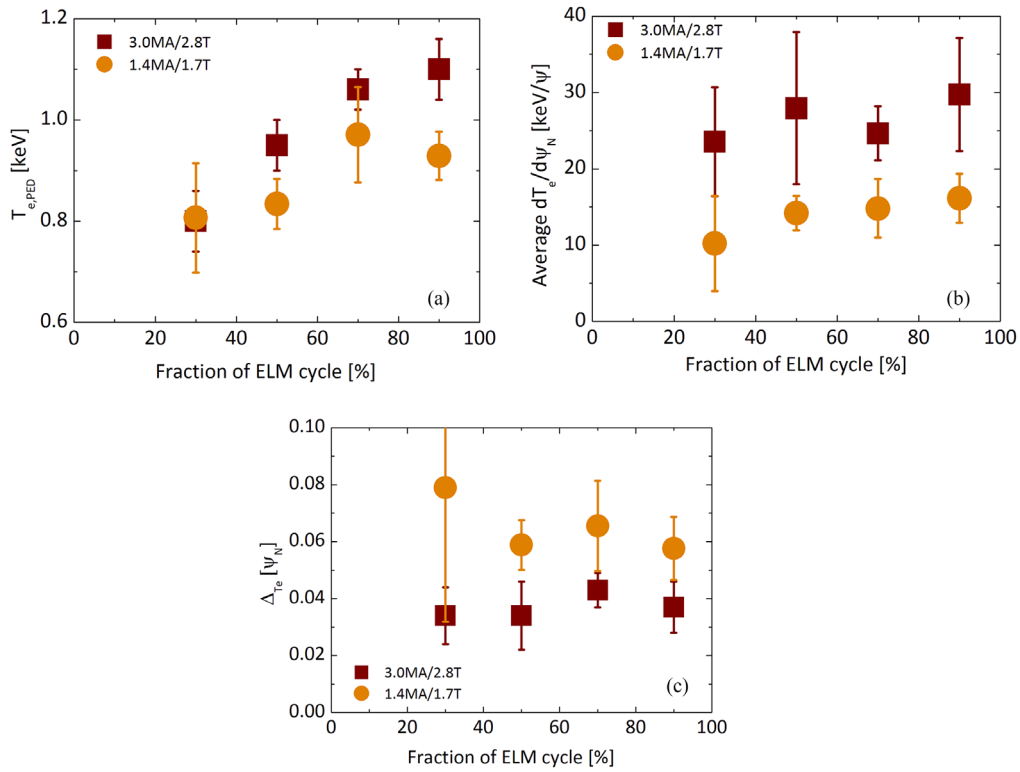 1.2
1.0
0.8
0.6
T_e,PED [keV]
3.0MA/2.8T
1.4MA/1.7T
(a)
0 20 40 60 80 100
Fraction of ELM cycle [%]
40
30
20
10
0
Average dT_e/dψ_N [keV/ψ]
3.0MA/2.8T
1.4MA/1.7T
(b)
0 20 40 60 80 100
Fraction of ELM cycle [%]
0.10
0.08
0.06
0.04
0.02
0.00
Δ_Te [ψ_N]
3.0MA/2.8T
1.4MA/1.7T
(c)
0 20 40 60 80 100
Fraction of ELM cycle [%]